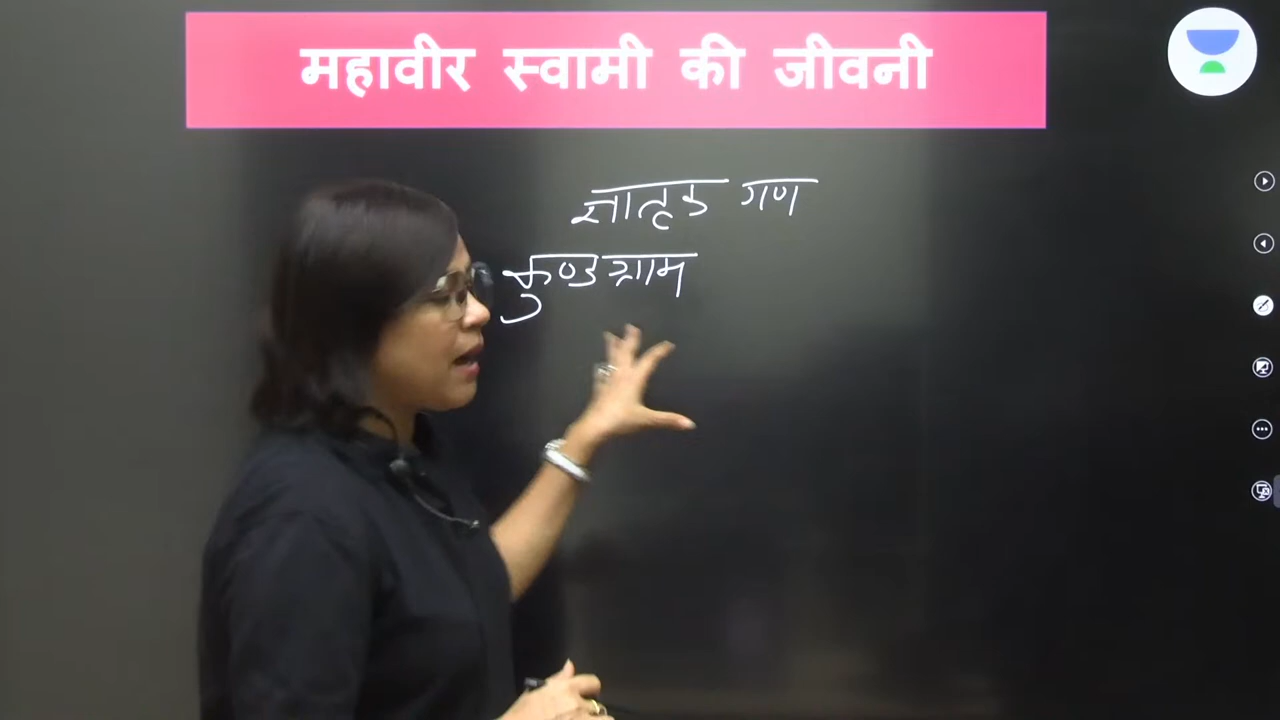 महावीर स्वामी की जीवनी
ज्ञातृक गण
कुण्डग्राम